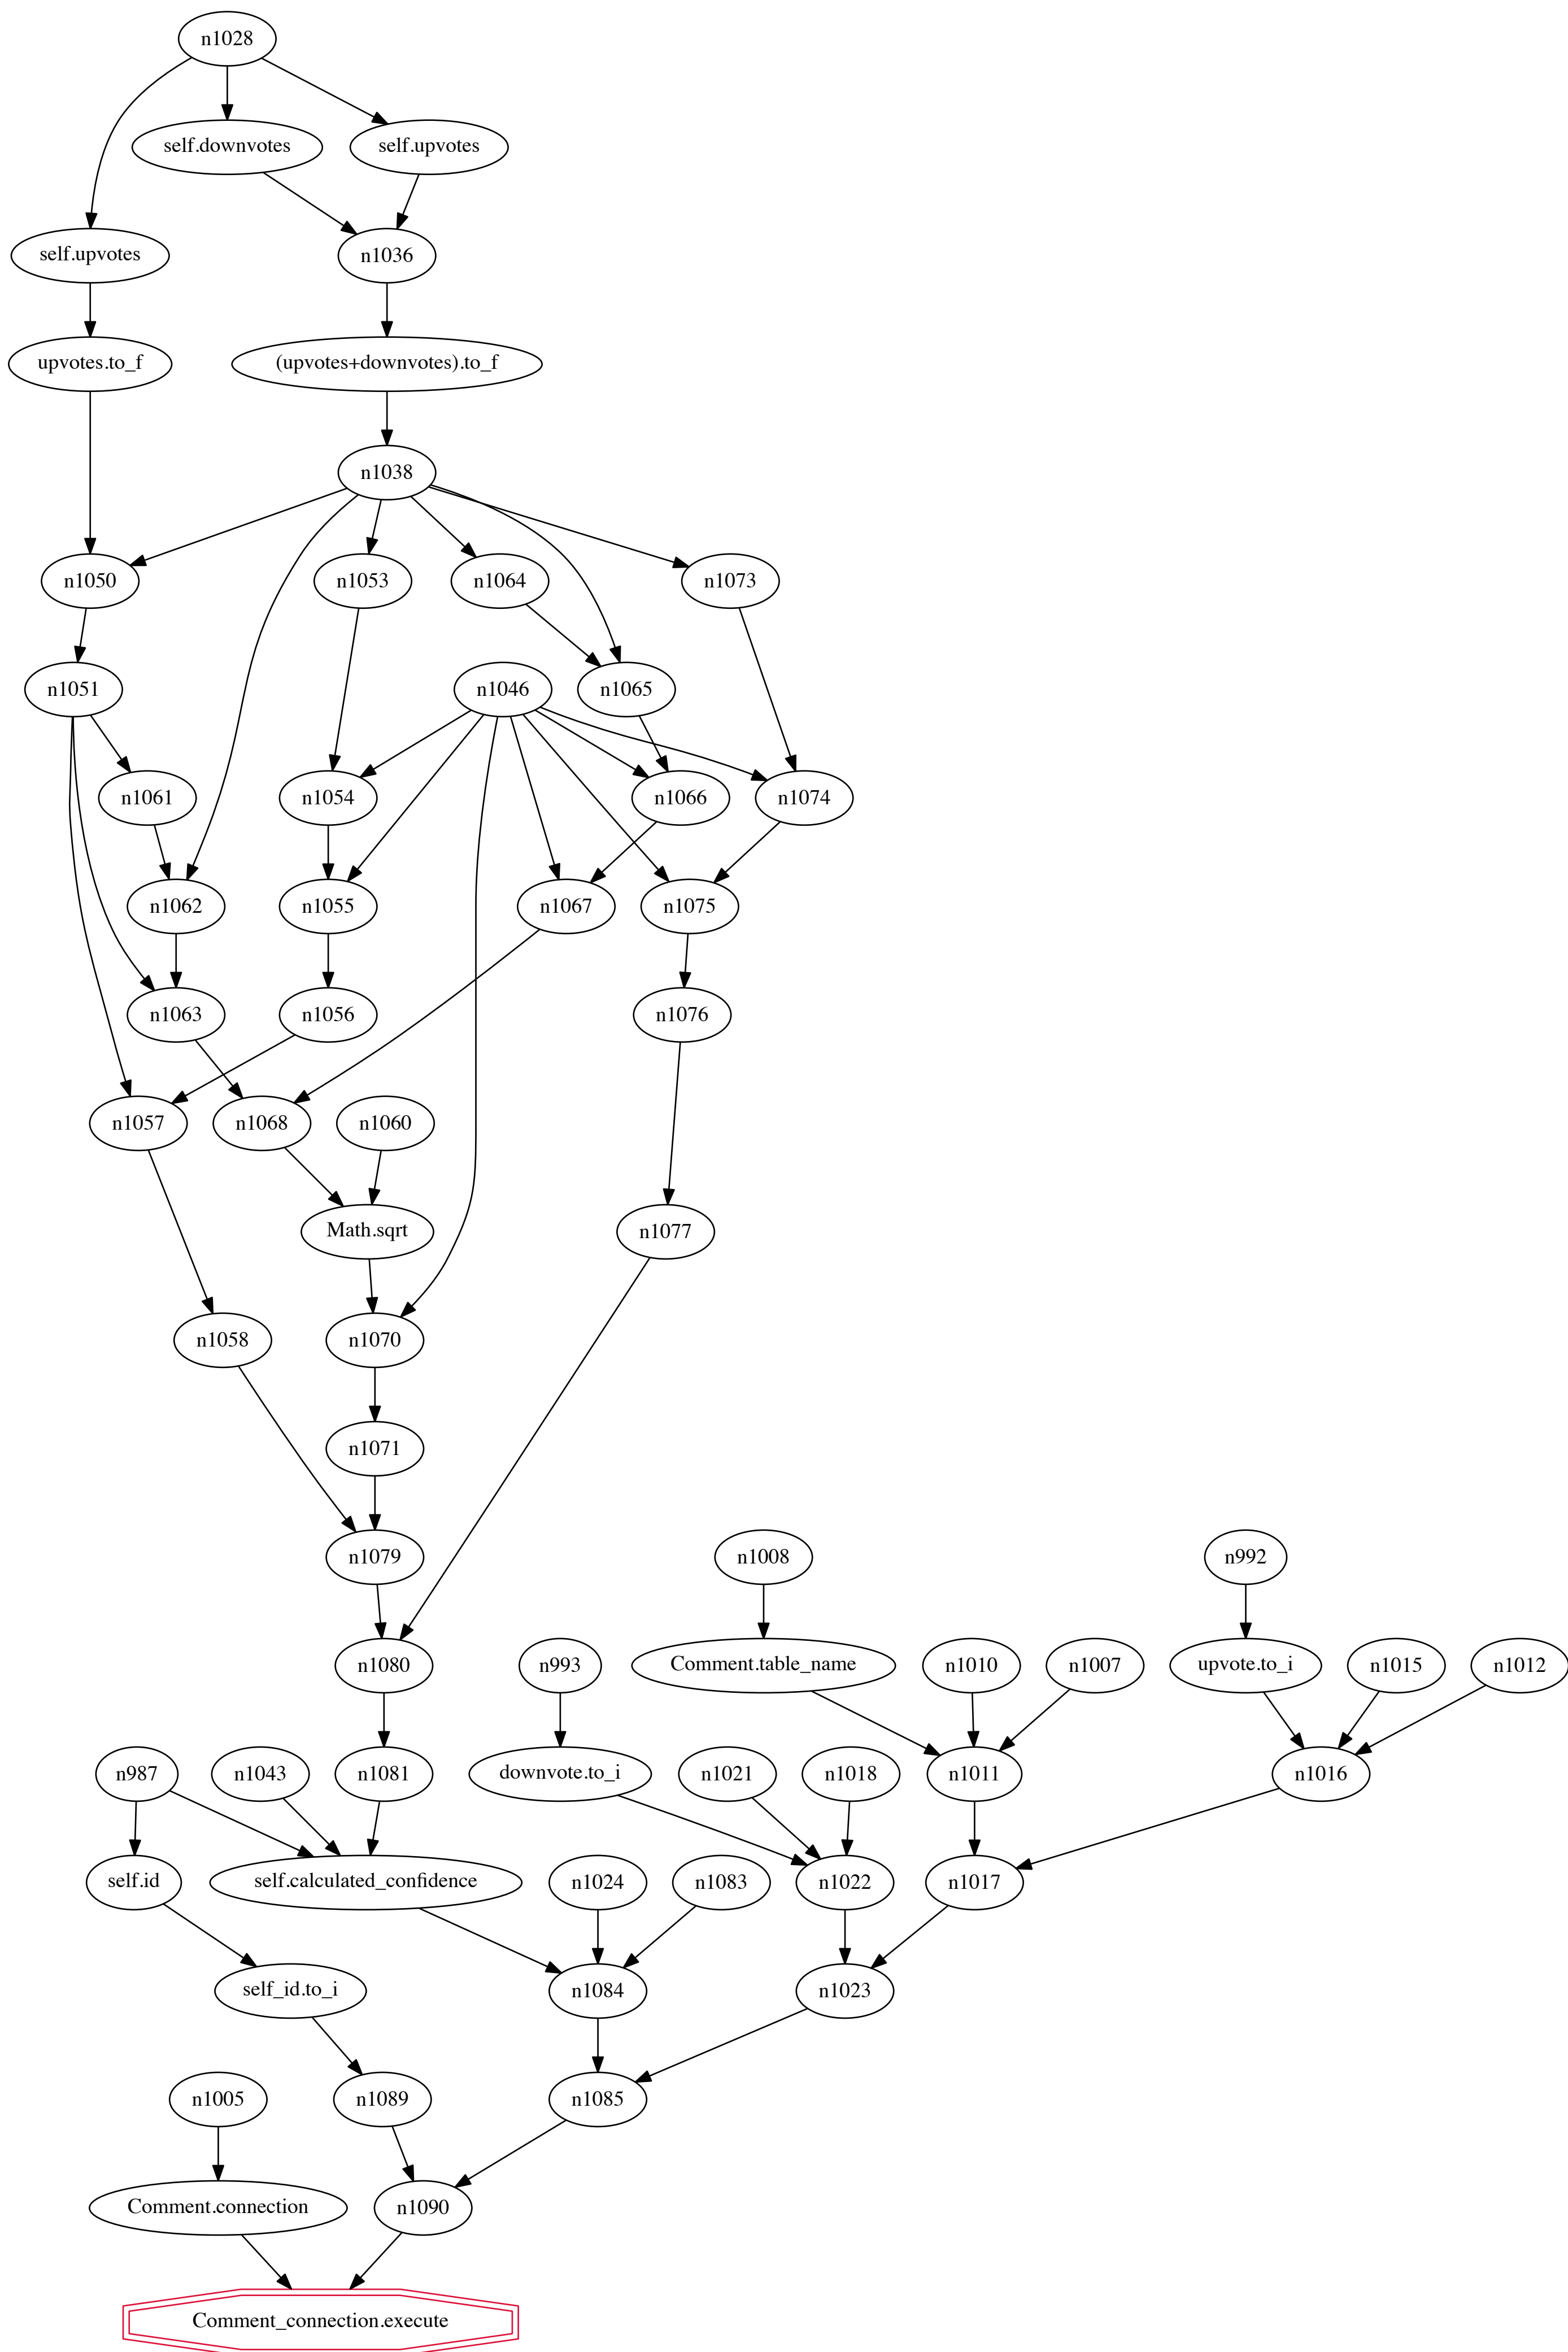 n1028
self.downvotes
self.upvotes
self.upvotes
n1036
upvotes.to_f
(upvotes+downvotes).to_f
n1038
n1050
n1053
n1064
n1073
n1051
n1046
n1065
n1061
n1054
n1066
n1074
n1062
n1055
n1067
n1075
n1063
n1056
n1076
n1057
n1068
n1060
Math.sqrt
n1077
n1058
n1070
n1071
n1079
n1008
n992
n1080
n993
Comment.table_name
n1010
n1007
upvote.to_i
n1015
n1012
n987
n1043
n1081
downvote.to_i
n1021
n1018
n1011
n1016
self.id
self.calculated_confidence
n1024
n1083
n1022
n1017
self_id.to_i
n1084
n1023
n1005
n1089
n1085
Comment.connection
n1090
Comment_connection.execute